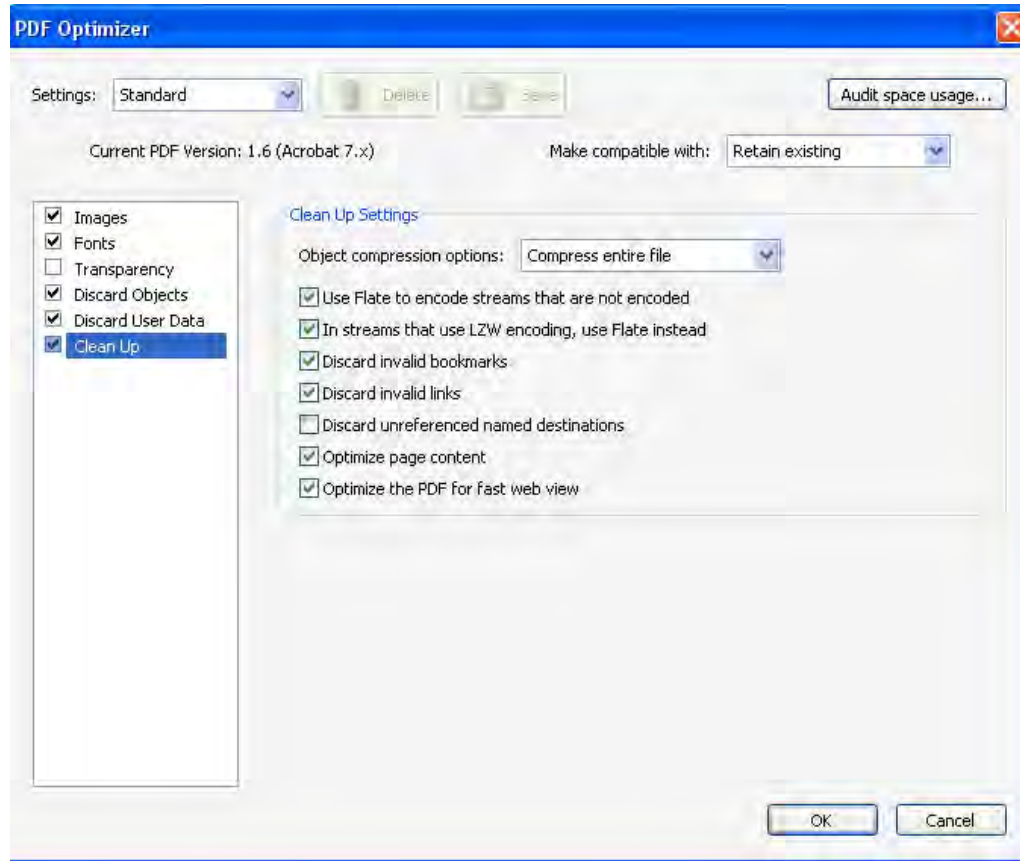 PDF Optimizer
Settings: Standard Delete Save Audit space usage...
Current PDF Version: 1.6 (Acrobat 7.x) Make compatible with: Retain existing
Images
Fonts
Transparency
Discard Objects
Discard User Data
Clean Up
Clean Up Settings
Object compression options: Compress entire file
Use Flate to encode streams that are not encoded
In streams that use LZW encoding, use Flate instead
Discard invalid bookmarks
Discard invalid links
Discard unreferenced named destinations
Optimize page content
Optimize the PDF for fast web view
OK Cancel